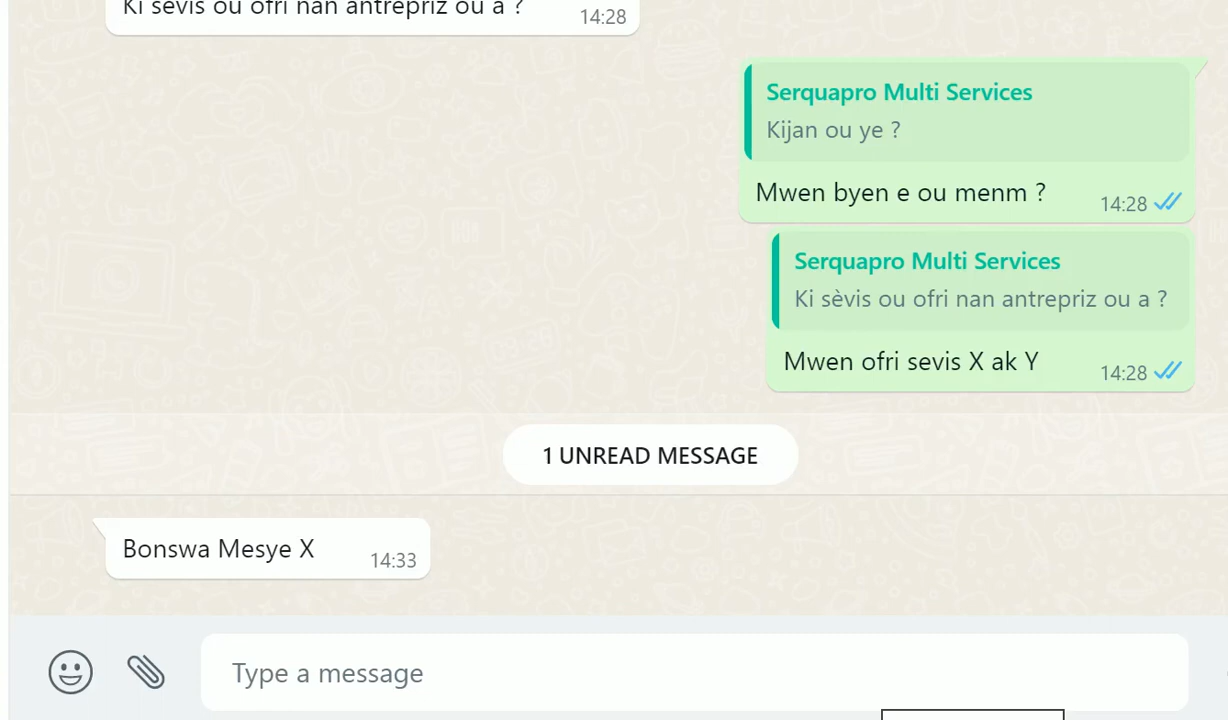 Ki sèvis ou ofri nan antrepriz ou a ?
14:28
Serquapro Multi Services
Kijan ou ye ?
Mwen byen e ou menm ?
14:28
Serquapro Multi Services
Ki sèvis ou ofri nan antrepriz ou a ?
Mwen ofri sevis X ak Y
14:28
1 UNREAD MESSAGE
Bonswa Mesye X
14:33
Type a message